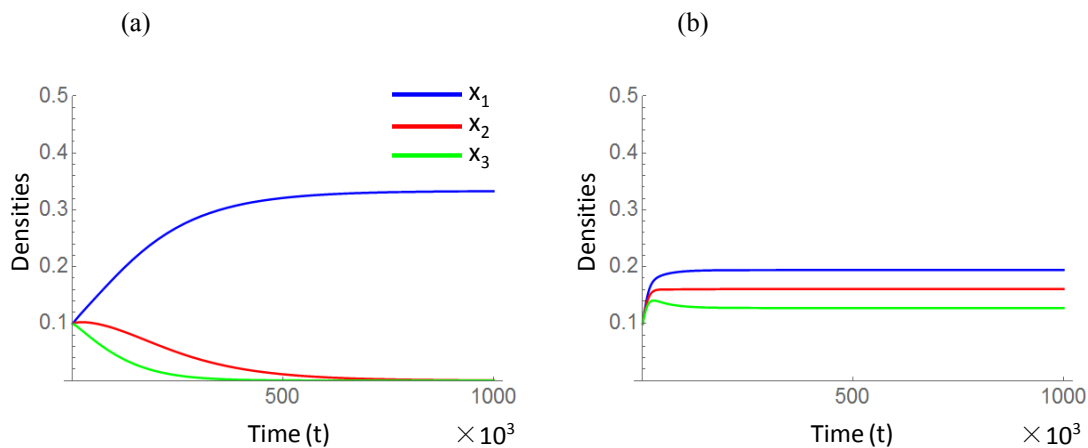 (a)
0.5
0.4
0.3
0.2
0.1
Densities
x₁
x₂
x₃
500
1000
Time (t)
× 10³
(b)
0.5
0.4
0.3
0.2
0.1
Densities
500
1000
Time (t)
× 10³